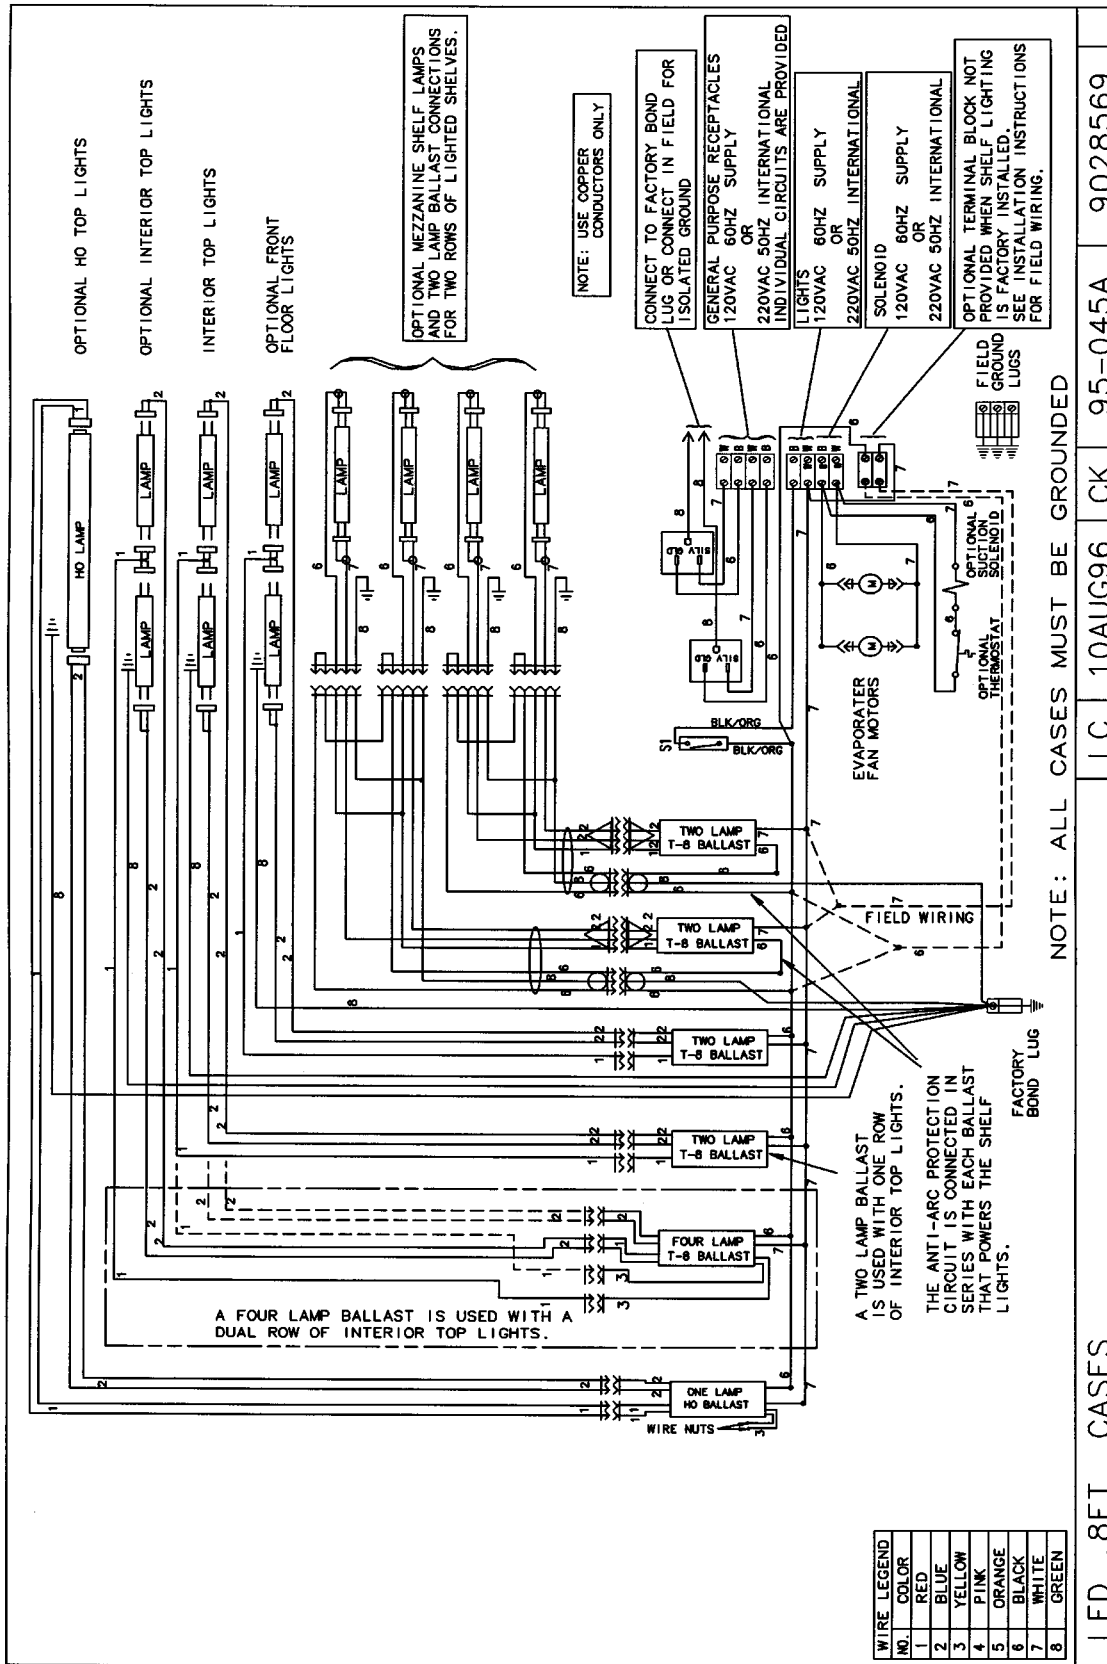 OPTIONAL HO TOP LIGHTS
OPTIONAL INTERIOR TOP LIGHTS
INTERIOR TOP LIGHTS
OPTIONAL FRONT
FLOOR LIGHTS
OPTIONAL MEZZANINE SHELF LAMPS
AND TWO LAMP BALLAST CONNECTIONS
FOR TWO ROWS OF LIGHTED SHELVES.
NOTE: USE COPPER
CONDUCTORS ONLY
CONNECT TO FACTORY BOND
LUG OR CONNECT IN FIELD FOR
ISOLATED GROUND
GENERAL PURPOSE RECEPTACLES
120VAC 60HZ SUPPLY
OR
220VAC 50HZ INTERNATIONAL
INDIVIDUAL CIRCUITS ARE PROVIDED
LIGHTS
120VAC 60HZ SUPPLY
OR
220VAC 50HZ INTERNATIONAL
SOLENOID
120VAC 60HZ SUPPLY
OR
220VAC 50HZ INTERNATIONAL
OPTIONAL TERMINAL BLOCK NOT
PROVIDED WHEN SHELF LIGHTING
IS FACTORY INSTALLED.
SEE INSTALLATION INSTRUCTIONS
FOR FIELD WIRING.
FIELD
GROUND
LUGS
HO LAMP
LAMP
LAMP
LAMP
LAMP
LAMP
LAMP
LAMP
LAMP
LAMP
LAMP
SILV GLD
SILV GLD
W
B
W
B
B
W
B
W
M
M
EVAPORATER
FAN MOTORS
OPTIONAL
THERMOSTAT
OPTIONAL
SUCTION
SOLENOID
S1
BLK/ORG
BLK/ORG
TWO LAMP
T-8 BALLAST
TWO LAMP
T-8 BALLAST
TWO LAMP
T-8 BALLAST
TWO LAMP
T-8 BALLAST
FOUR LAMP
T-8 BALLAST
ONE LAMP
HO BALLAST
WIRE NUTS
FIELD WIRING
FACTORY
BOND LUG
A FOUR LAMP BALLAST IS USED WITH A
DUAL ROW OF INTERIOR TOP LIGHTS.
A TWO LAMP BALLAST
IS USED WITH ONE ROW
OF INTERIOR TOP LIGHTS.
THE ANTI-ARC PROTECTION
CIRCUIT IS CONNECTED IN
SERIES WITH EACH BALLAST
THAT POWERS THE SHELF
LIGHTS.
NOTE: ALL CASES MUST BE GROUNDED
WIRE LEGEND
NO. COLOR
1 RED
2 BLUE
3 YELLOW
4 PINK
5 ORANGE
6 BLACK
7 WHITE
8 GREEN
CASES
10AUG96
CK
95-045A
9028569